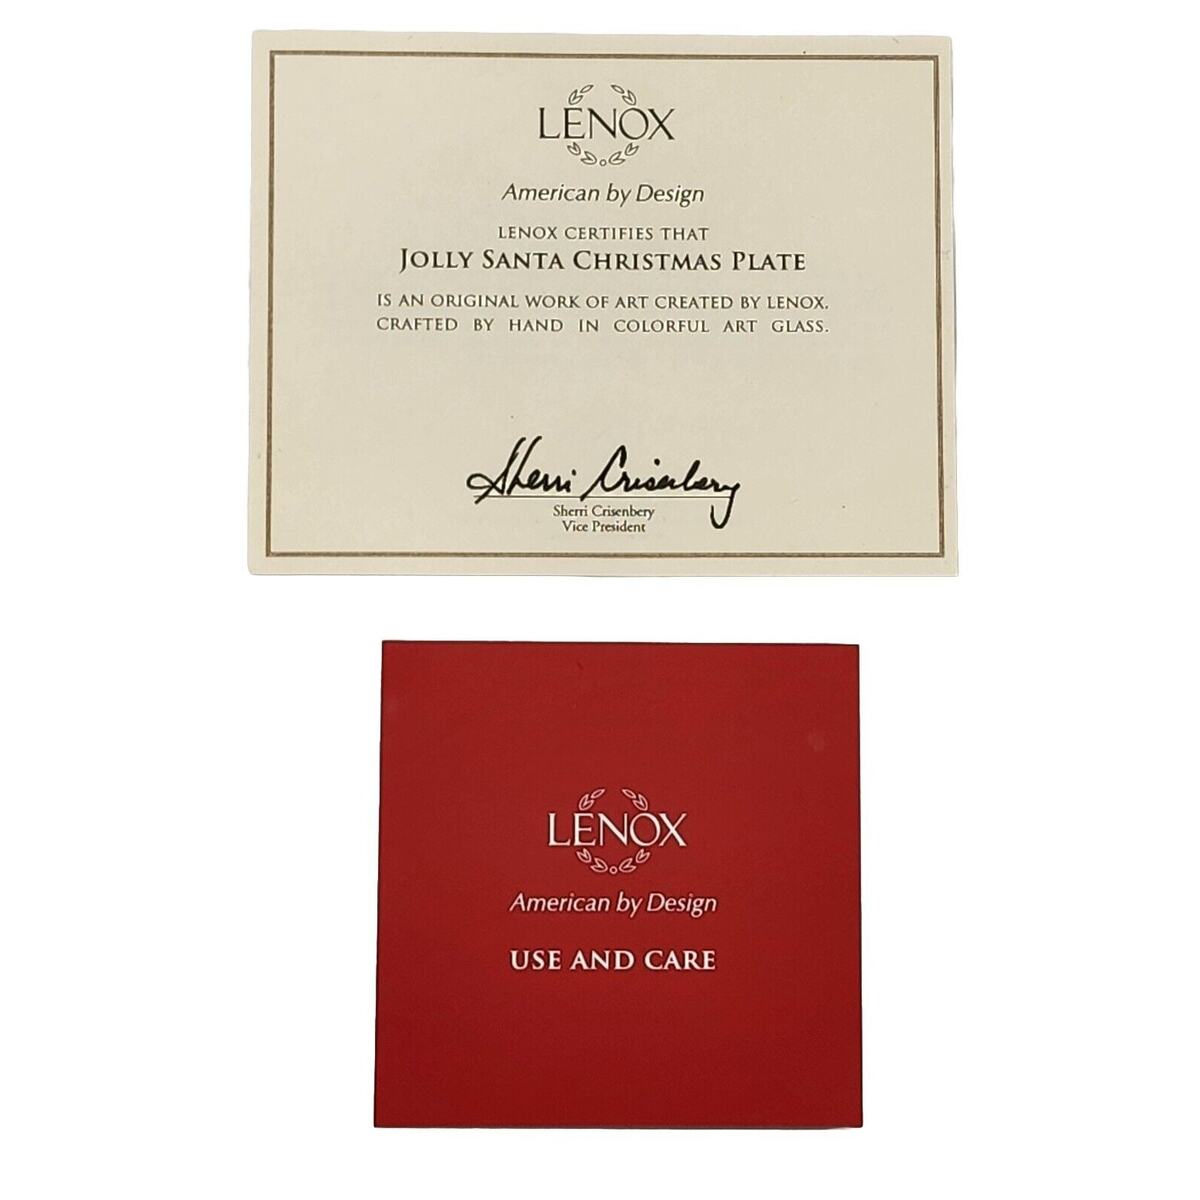 LENOX
American by Design
LENOX CERTIFIES THAT
JOLLY SANTA CHRISTMAS PLATE
IS AN ORIGINAL WORK OF ART CREATED BY LENOX.
CRAFTED BY HAND IN COLORFUL ART GLASS.
Sherri Crisenbery
Sherri Crisenbery
Vice President
LENOX
American by Design
USE AND CARE